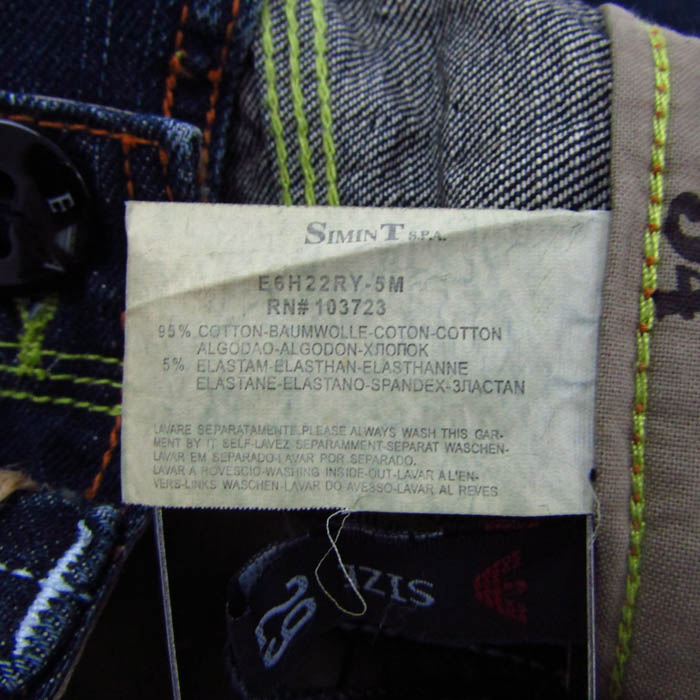 SIMINT S.P.A.
E6H22RY-5M
RN# 103723
95% COTTON-BAUMWOLLE-COTON-COTTON
ALGODAO-ALGODON-ХЛОПОК
5% ELASTAM-ELASTHAN-ELASTHANNE
ELASTANE-ELASTANO-SPANDEX-ЗЛАСТАН
LAVARE SEPARATAMENTE.PLEASE ALWAYS WASH THIS GAR-
MENT BY IT SELF-LAVEZ SEPARAMMENT-SEPARAT WASCHEN-
LAVAR EM SEPARADO-LAVAR POR SEPARADO.
LAVAR A ROVESCIO-WASHING INSIDE-OUT-LAVAR A L'EN-
VERS-LINKS WASCHEN-LAVAR DO AVESSO-LAVAR AL REVES
SIZE
29
34
E